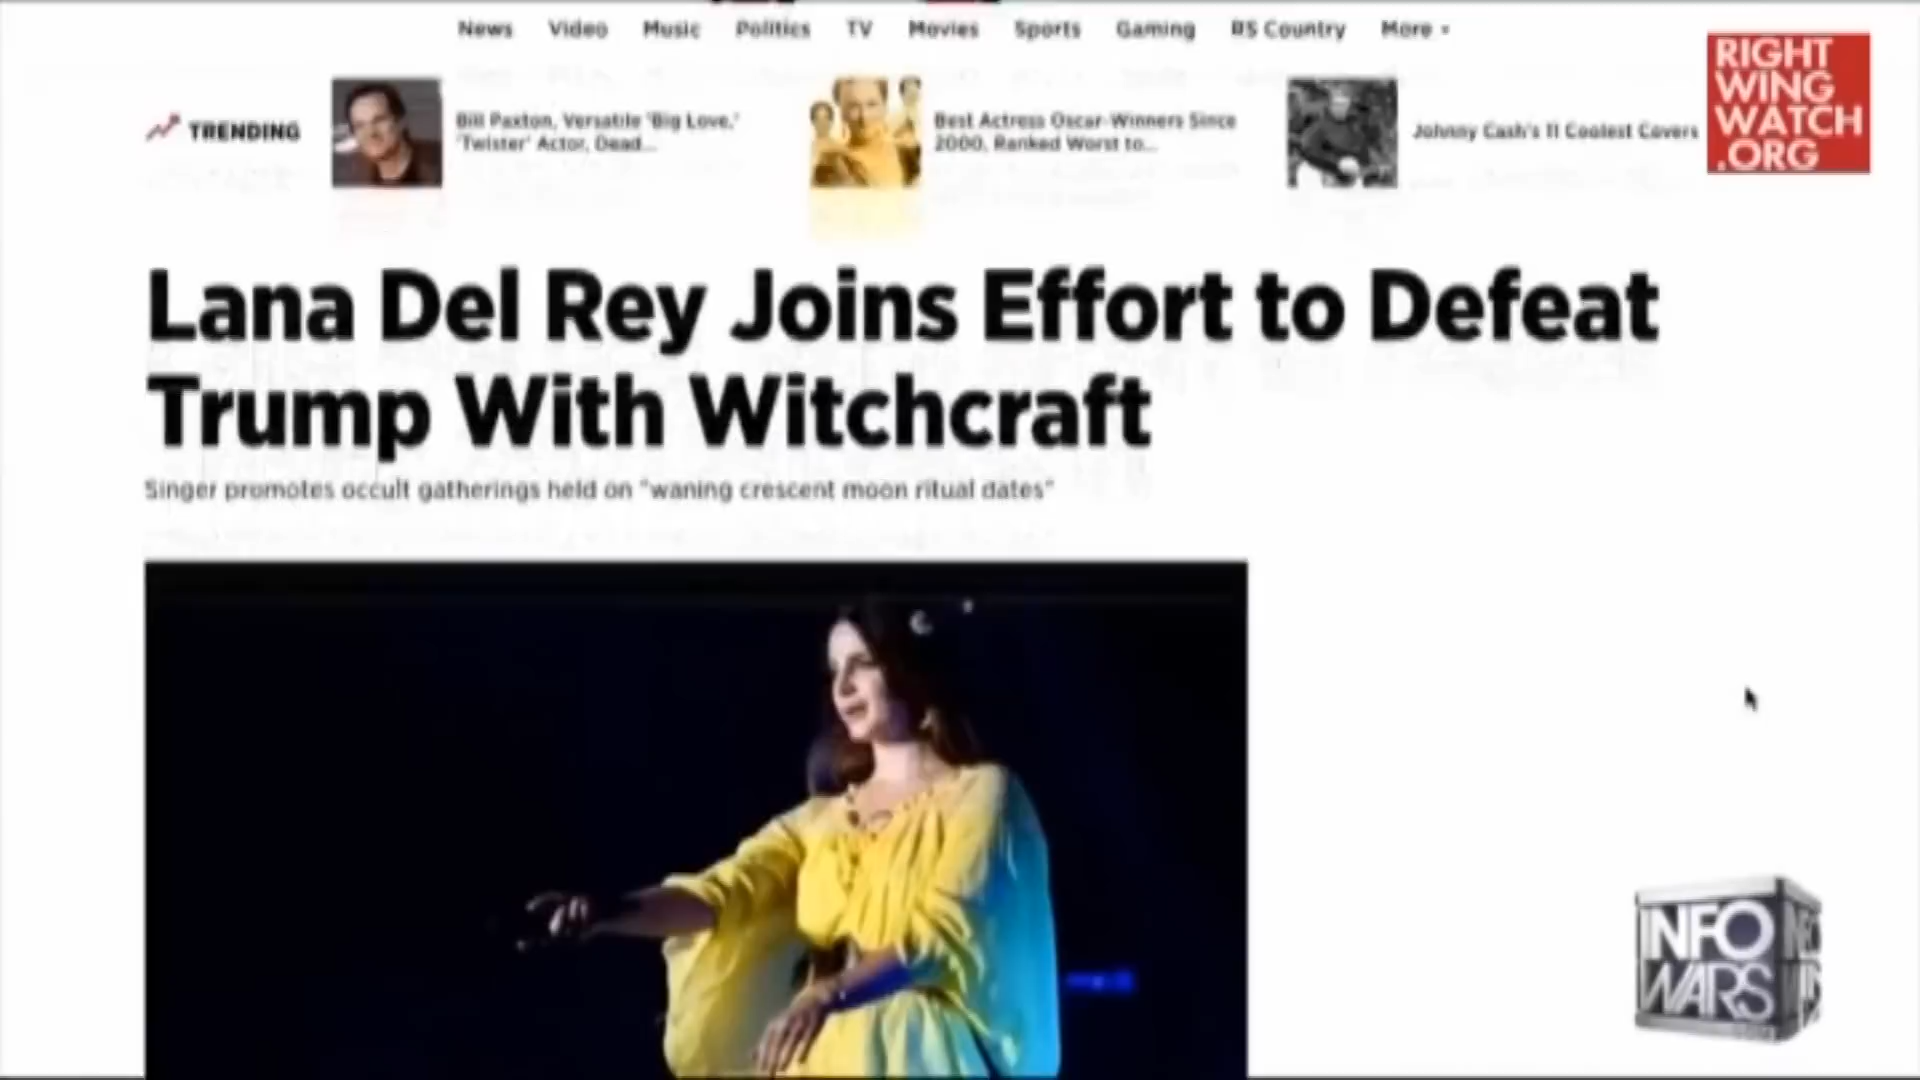 News Video Music Politics TV Movies Sports Gaming RS Country More
RIGHT
WING
WATCH
.ORG
TRENDING
Bill Paxton, Versatile 'Big Love,'
'Twister' Actor, Dead...
Best Actress Oscar-Winners Since
2000, Ranked Worst to...
Johnny Cash's 11 Coolest Covers
Lana Del Rey Joins Effort to Defeat
Trump With Witchcraft
Singer promotes occult gatherings held on "waning crescent moon ritual dates"
INFO
WARS